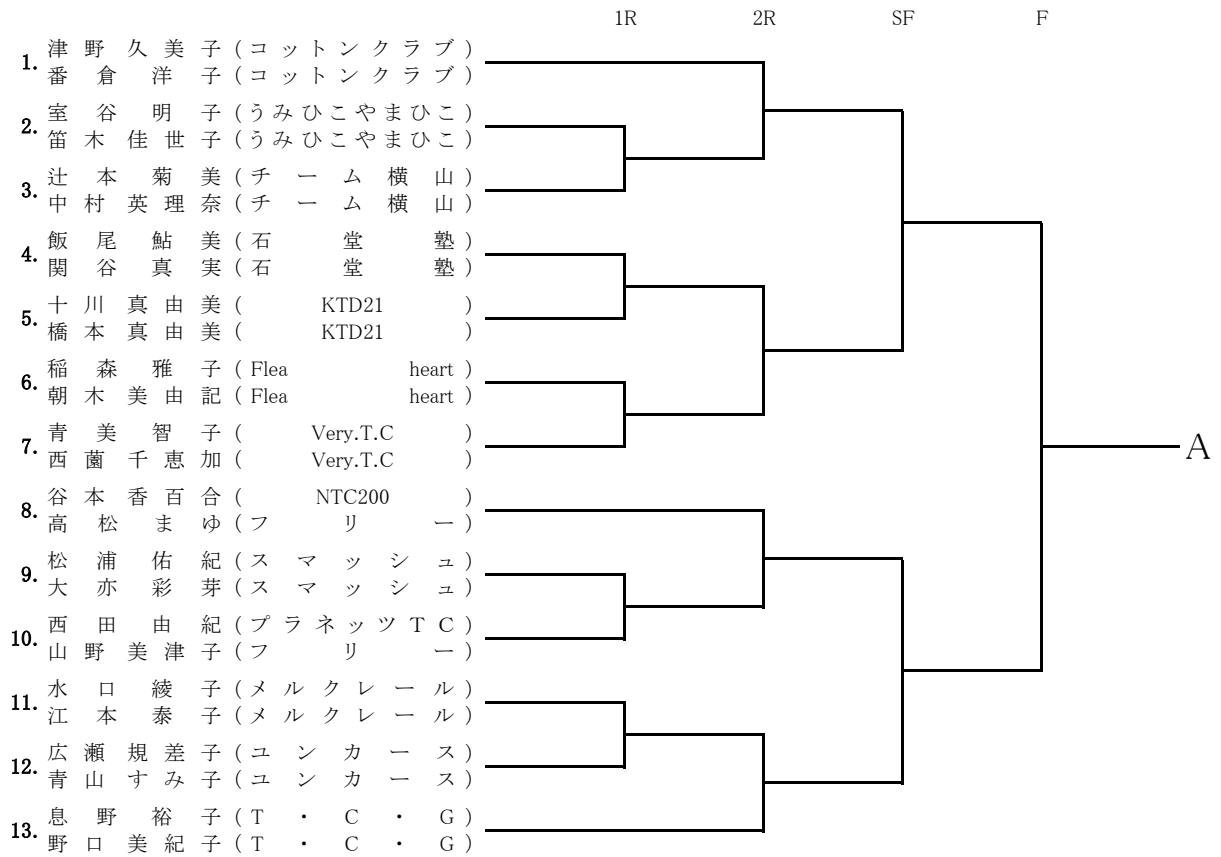 1R 2R SF F
1. 津野久美子(コットンクラブ)
番倉洋子(コットンクラブ)
2. 室谷明子(うみひこやまひこ)
笛木佳世子(うみひこやまひこ)
3. 辻本菊美(チーム横山)
中村英理奈(チーム横山)
4. 飯尾鮎美(石堂塾)
関谷真実(石堂塾)
5. 十川真由美(KTD21)
橋本真由美(KTD21)
6. 稲森雅子(Flea heart)
朝木美由記(Flea heart)
7. 青美智子(Very.T.C)
西薗千恵加(Very.T.C)
A
8. 谷本香百合(NTC200)
高松まゆ(フリー)
9. 松浦佑紀(スマッシュ)
大亦彩芽(スマッシュ)
10. 西田由紀(プラネッツTC)
山野美津子(フリー)
11. 水口綾子(メルクレール)
江本泰子(メルクレール)
12. 広瀬規差子(ユンカース)
青山すみ子(ユンカース)
13. 息野裕子(T・C・G)
野口美紀子(T・C・G)